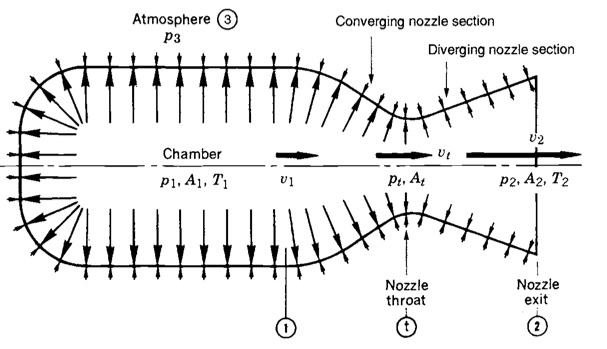 Atmosphere 3
p3
Converging nozzle section
Diverging nozzle section
Chamber
p1, A1, T1
v1
vt
pt, At
v2
p2, A2, T2
Nozzle
throat
Nozzle
exit
1
t
2